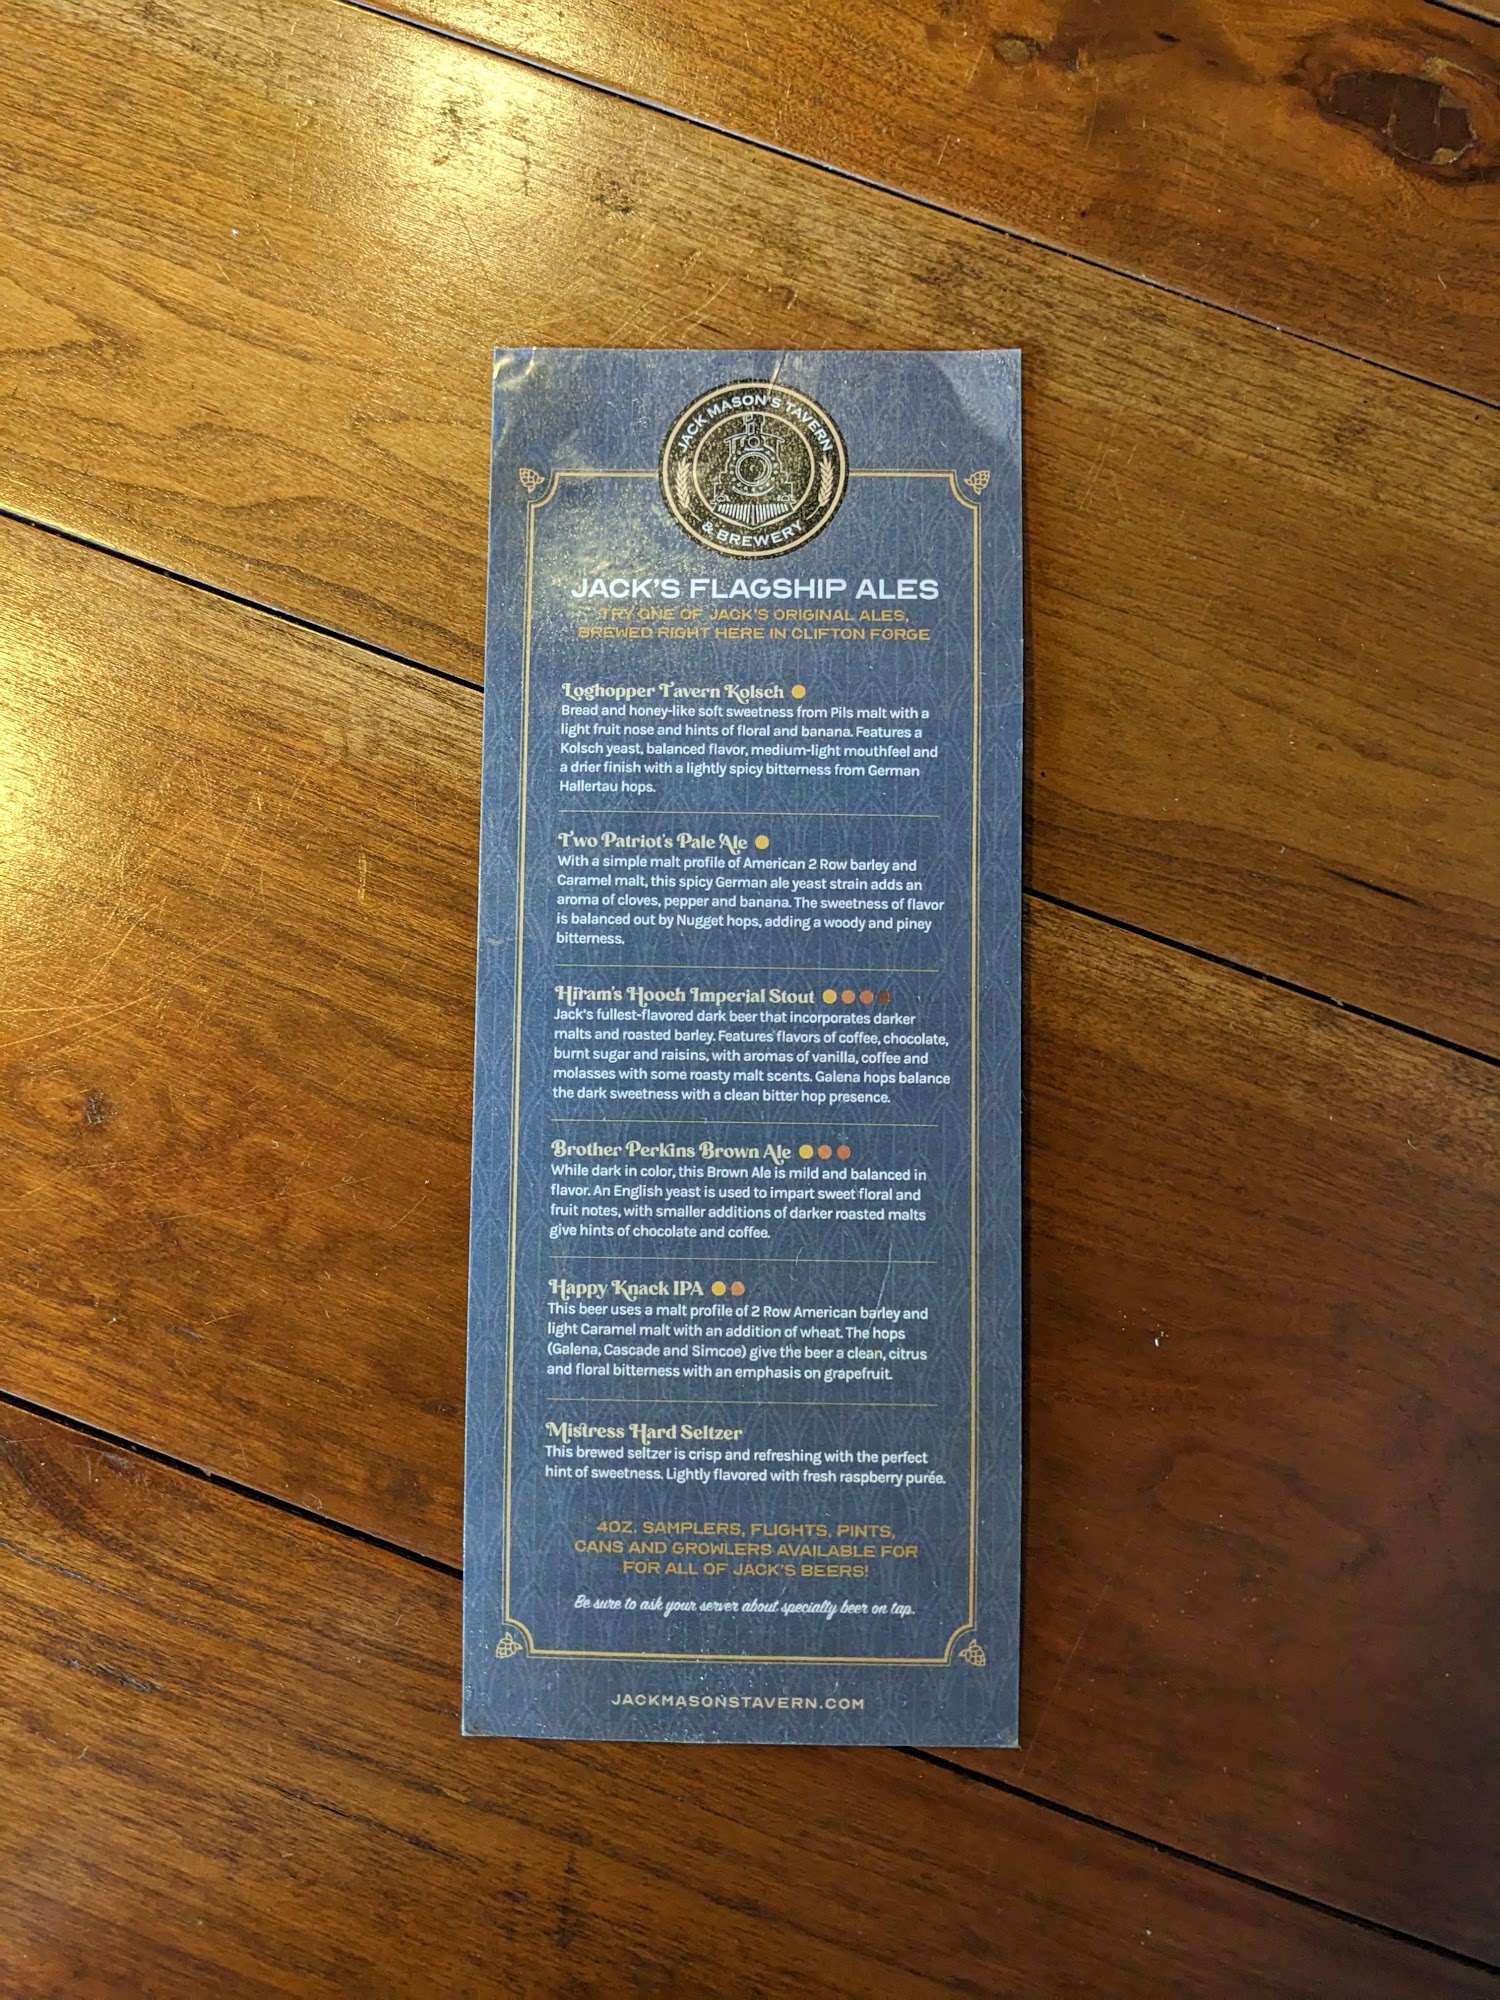 JACK MASON'S TAVERN
& BREWERY
JACK'S FLAGSHIP ALES
TRY ONE OF JACK'S ORIGINAL ALES,
BREWED RIGHT HERE IN CLIFTON FORGE
Loghopper Tavern Kolsch
Bread and honey-like soft sweetness from Pils malt with a
light fruit nose and hints of floral and banana. Features a
Kolsch yeast, balanced flavor, medium-light mouthfeel and
a drier finish with a lightly spicy bitterness from German
Hallertau hops.
Two Patriot's Pale Ale
With a simple malt profile of American 2 Row barley and
Caramel malt, this spicy German ale yeast strain adds an
aroma of cloves, pepper and banana. The sweetness of flavor
is balanced out by Nugget hops, adding a woody and piney
bitterness.
Hiram's Hooch Imperial Stout
Jack's fullest-flavored dark beer that incorporates darker
malts and roasted barley. Features flavors of coffee, chocolate,
burnt sugar and raisins, with aromas of vanilla, coffee and
molasses with some roasty malt scents. Galena hops balance
the dark sweetness with a clean bitter hop presence.
Brother Perkins Brown Ale
While dark in color, this Brown Ale is mild and balanced in
flavor. An English yeast is used to impart sweet floral and
fruit notes, with smaller additions of darker roasted malts
give hints of chocolate and coffee.
Happy Knack IPA
This beer uses a malt profile of 2 Row American barley and
light Caramel malt with an addition of wheat. The hops
(Galena, Cascade and Simcoe) give the beer a clean, citrus
and floral bitterness with an emphasis on grapefruit.
Mistress Hard Seltzer
This brewed seltzer is crisp and refreshing with the perfect
hint of sweetness. Lightly flavored with fresh raspberry purée.
4OZ. SAMPLERS, FLIGHTS, PINTS,
CANS AND GROWLERS AVAILABLE FOR
FOR ALL OF JACK'S BEERS!
Be sure to ask your server about specialty beer on tap.
JACKMASONSTAVERN.COM